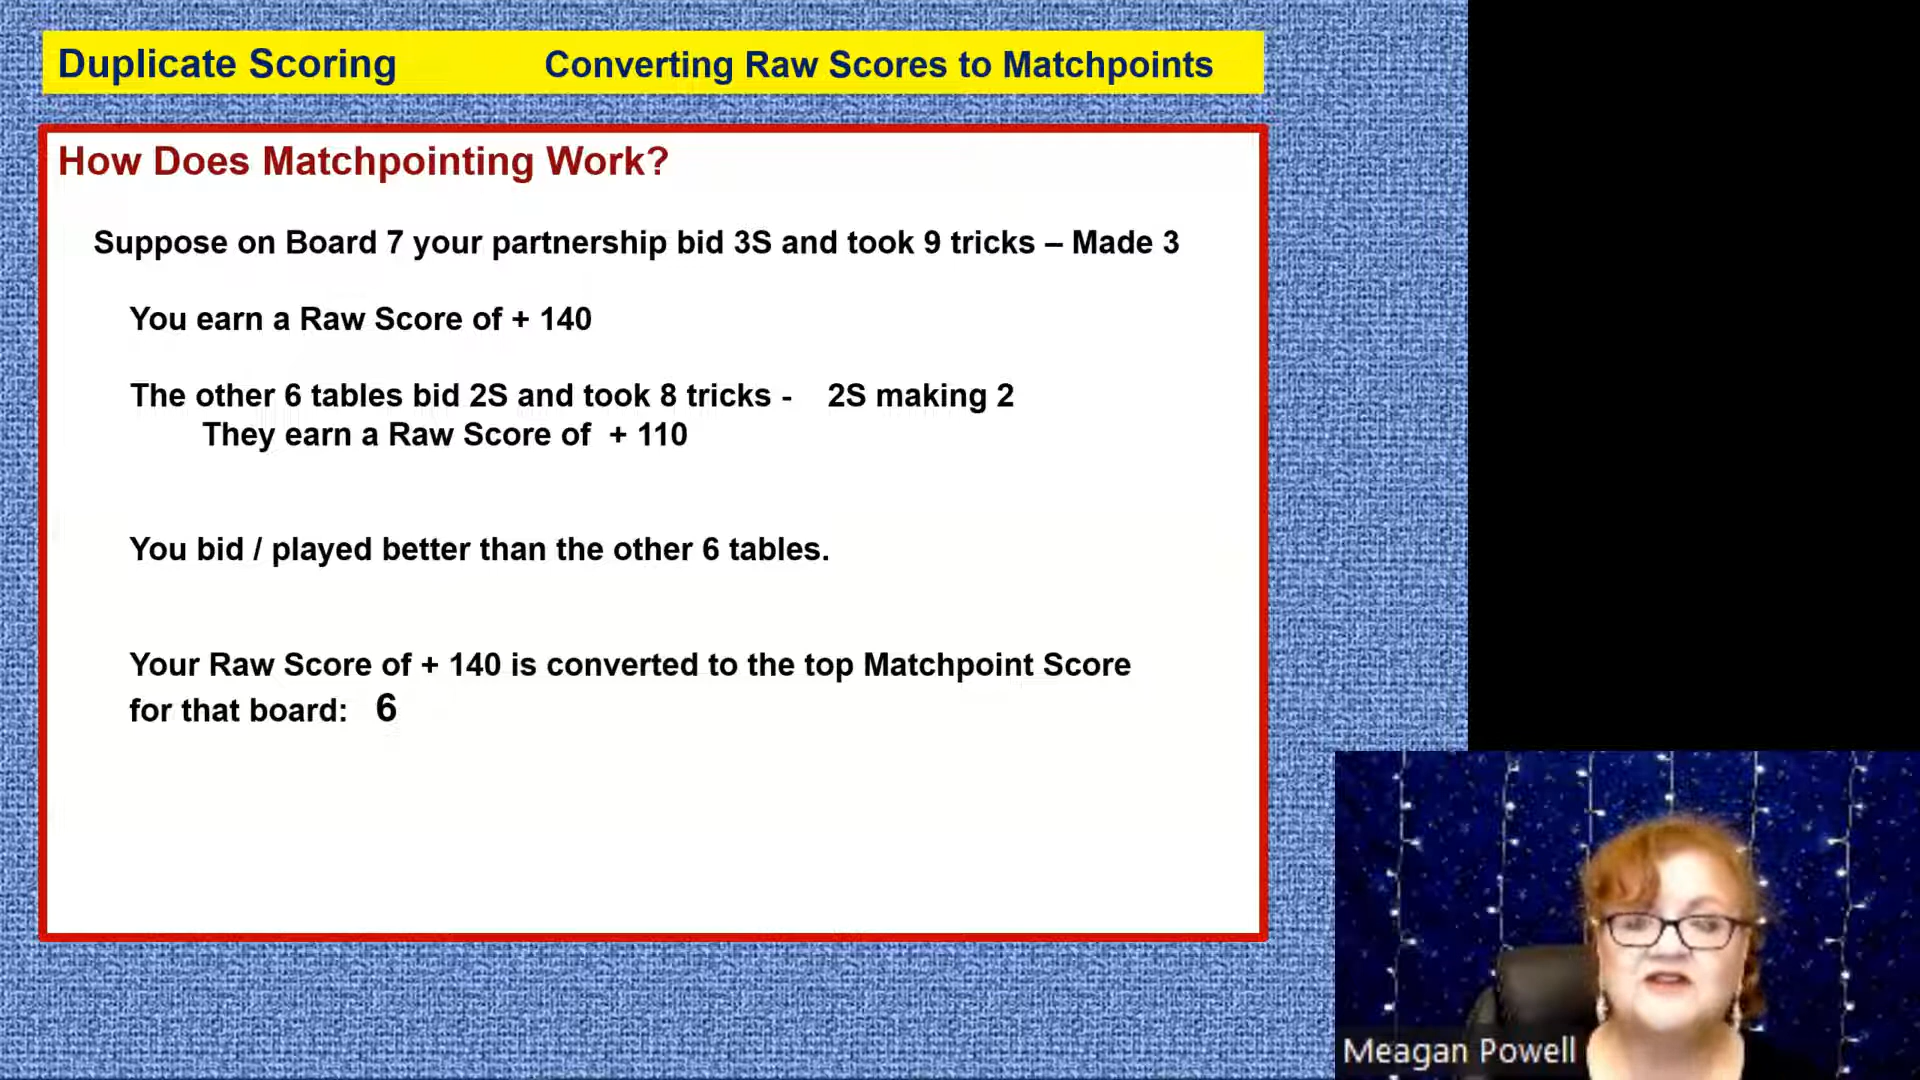 Duplicate Scoring Converting Raw Scores to Matchpoints
How Does Matchpointing Work?
Suppose on Board 7 your partnership bid 3S and took 9 tricks – Made 3
You earn a Raw Score of + 140
The other 6 tables bid 2S and took 8 tricks - 2S making 2
They earn a Raw Score of + 110
You bid / played better than the other 6 tables.
Your Raw Score of + 140 is converted to the top Matchpoint Score
for that board: 6
Meagan Powell